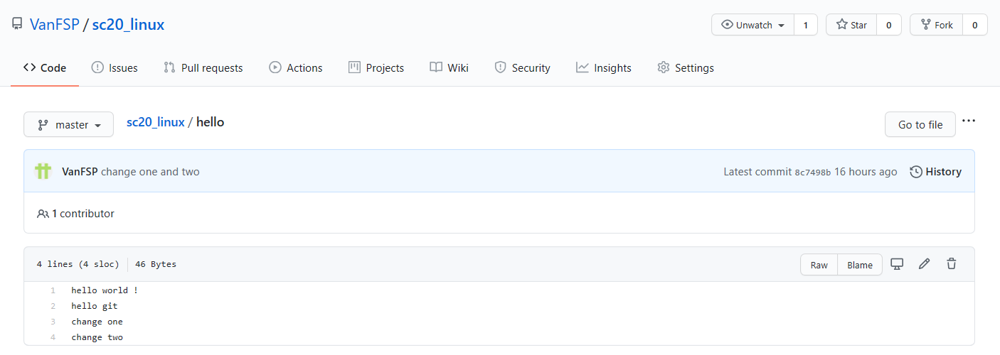 VanFSP / sc20_linux
Unwatch 1 Star 0 Fork 0
Code Issues Pull requests Actions Projects Wiki Security Insights Settings
master sc20_linux / hello Go to file ...
VanFSP change one and two Latest commit 8c7498b 16 hours ago History
1 contributor
4 lines (4 sloc) 46 Bytes Raw Blame
1 hello world !
2 hello git
3 change one
4 change two